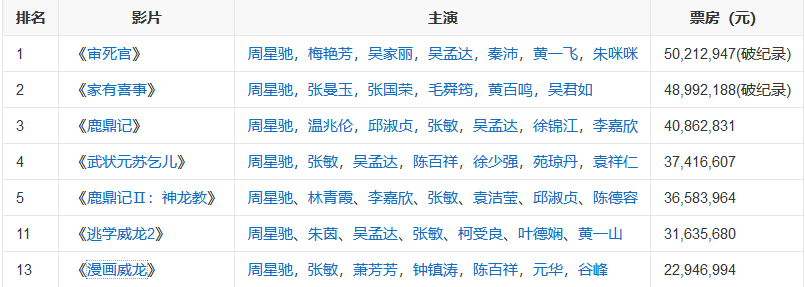 排名 影片 主演 票房（元）
1 《审死官》 周星驰，梅艳芳，吴家丽，吴孟达，秦沛，黄一飞，朱咪咪 50,212,947(破纪录)
2 《家有喜事》 周星驰，张曼玉，张国荣，毛舜筠，黄百鸣，吴君如 48,992,188(破纪录)
3 《鹿鼎记》 周星驰，温兆伦，邱淑贞，张敏，吴孟达，徐锦江，李嘉欣 40,862,831
4 《武状元苏乞儿》 周星驰，张敏，吴孟达，陈百祥，徐少强，苑琼丹，袁祥仁 37,416,607
5 《鹿鼎记Ⅱ：神龙教》 周星驰、林青霞、李嘉欣、张敏、袁洁莹、邱淑贞、陈德容 36,583,964
11 《逃学威龙2》 周星驰、朱茵、吴孟达、张敏、柯受良、叶德娴、黄一山 31,635,680
13 《漫画威龙》 周星驰，张敏，萧芳芳，钟镇涛，陈百祥，元华，谷峰 22,946,994